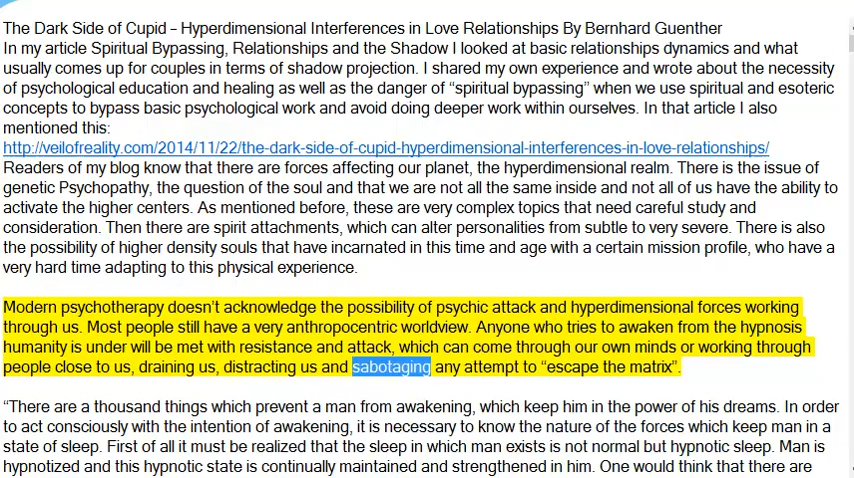 The Dark Side of Cupid – Hyperdimensional Interferences in Love Relationships By Bernhard Guenther
In my article Spiritual Bypassing, Relationships and the Shadow I looked at basic relationships dynamics and what
usually comes up for couples in terms of shadow projection. I shared my own experience and wrote about the necessity
of psychological education and healing as well as the danger of “spiritual bypassing” when we use spiritual and esoteric
concepts to bypass basic psychological work and avoid doing deeper work within ourselves. In that article I also
mentioned this:
http://veilofreality.com/2014/11/22/the-dark-side-of-cupid-hyperdimensional-interferences-in-love-relationships/
Readers of my blog know that there are forces affecting our planet, the hyperdimensional realm. There is the issue of
genetic Psychopathy, the question of the soul and that we are not all the same inside and not all of us have the ability to
activate the higher centers. As mentioned before, these are very complex topics that need careful study and
consideration. Then there are spirit attachments, which can alter personalities from subtle to very severe. There is also
the possibility of higher density souls that have incarnated in this time and age with a certain mission profile, who have a
very hard time adapting to this physical experience.
Modern psychotherapy doesn’t acknowledge the possibility of psychic attack and hyperdimensional forces working
through us. Most people still have a very anthropocentric worldview. Anyone who tries to awaken from the hypnosis
humanity is under will be met with resistance and attack, which can come through our own minds or working through
people close to us, draining us, distracting us and sabotaging any attempt to “escape the matrix”.
“There are a thousand things which prevent a man from awakening, which keep him in the power of his dreams. In order
to act consciously with the intention of awakening, it is necessary to know the nature of the forces which keep man in a
state of sleep. First of all it must be realized that the sleep in which man exists is not normal but hypnotic sleep. Man is
hypnotized and this hypnotic state is continually maintained and strengthened in him. One would think that there are